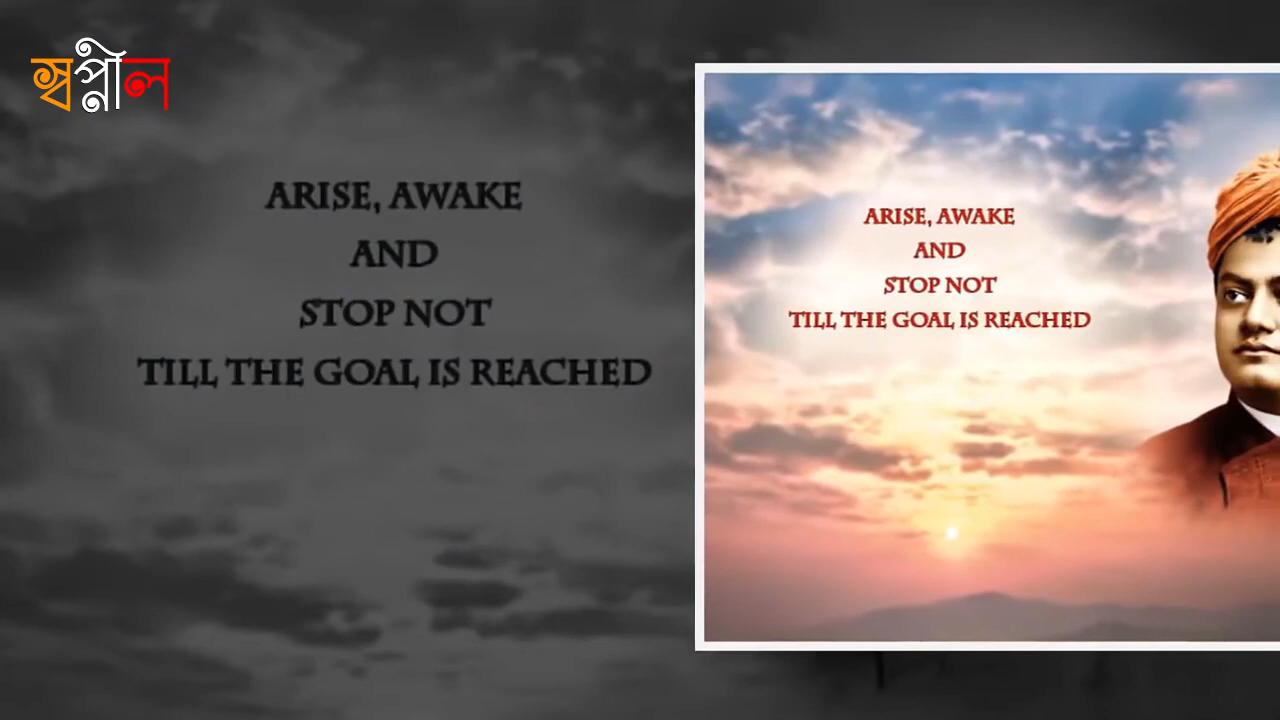 স্বপ্নীল
ARISE, AWAKE
AND
STOP NOT
TILL THE GOAL IS REACHED
ARISE, AWAKE
AND
STOP NOT
TILL THE GOAL IS REACHED